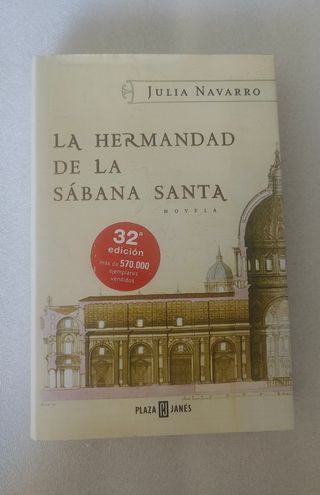 JULIA NAVARRO
LA HERMANDAD
DE LA
SÁBANA SANTA
NOVELA
32ª
edición
más de 570.000
ejemplares
vendidos
PLAZA JANÉS